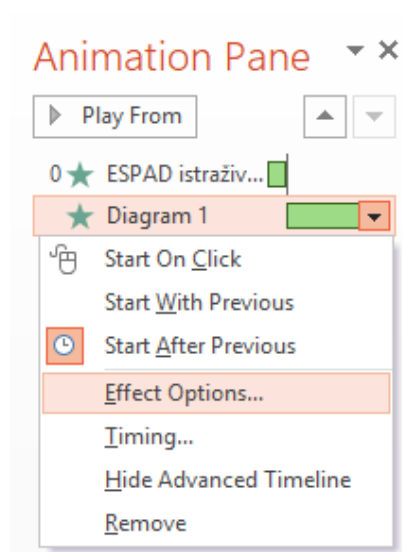 Animation Pane
Play From
0 ESPAD istraživ...
Diagram 1
Start On Click
Start With Previous
Start After Previous
Effect Options...
Timing...
Hide Advanced Timeline
Remove